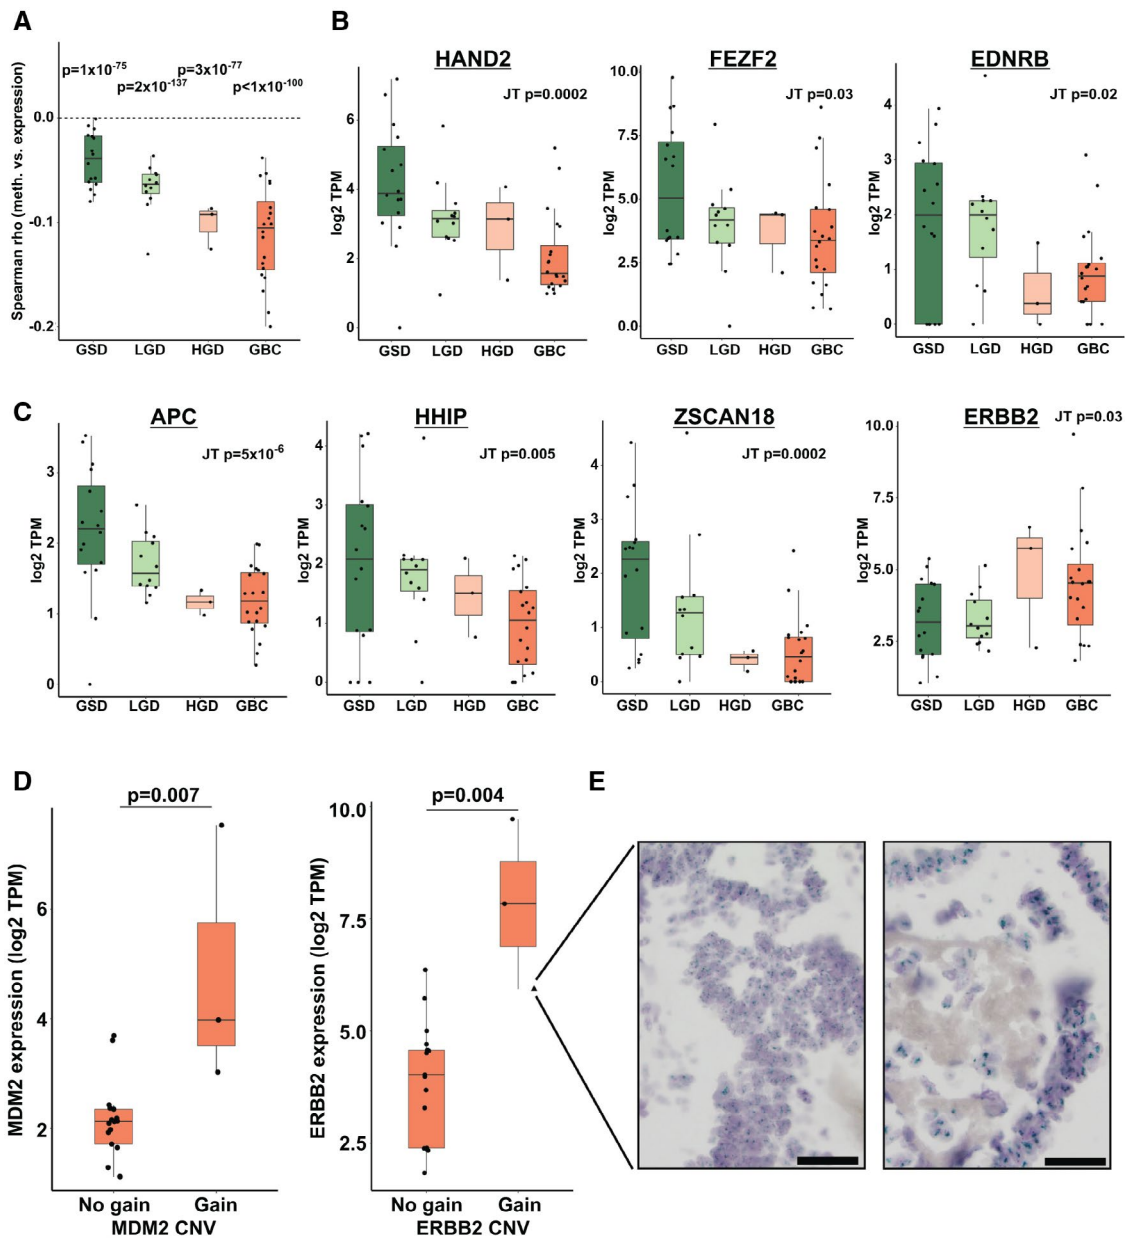 A
B
p=1x10-75
p=3x10-77
p=2x10-137
p<1x10-100
Spearman rho (meth. vs. expression)
0.0
-0.1
-0.2
GSD LGD HGD GBC
HAND2
JT p=0.0002
log2 TPM
6
4
2
0
GSD LGD HGD GBC
FEZF2
JT p=0.03
log2 TPM
10.0
7.5
5.0
2.5
0.0
GSD LGD HGD GBC
EDNRB
JT p=0.02
log2 TPM
4
3
2
1
0
GSD LGD HGD GBC
C
APC
JT p=5x10-6
log2 TPM
3
2
1
0
GSD LGD HGD GBC
HHIP
JT p=0.005
log2 TPM
4
3
2
1
0
GSD LGD HGD GBC
ZSCAN18
JT p=0.0002
log2 TPM
4
3
2
1
0
GSD LGD HGD GBC
ERBB2
JT p=0.03
log2 TPM
10.0
7.5
5.0
2.5
GSD LGD HGD GBC
D
p=0.007
MDM2 expression (log2 TPM)
6
4
2
No gain Gain
MDM2 CNV
p=0.004
ERBB2 expression (log2 TPM)
10.0
7.5
5.0
2.5
No gain Gain
ERBB2 CNV
E